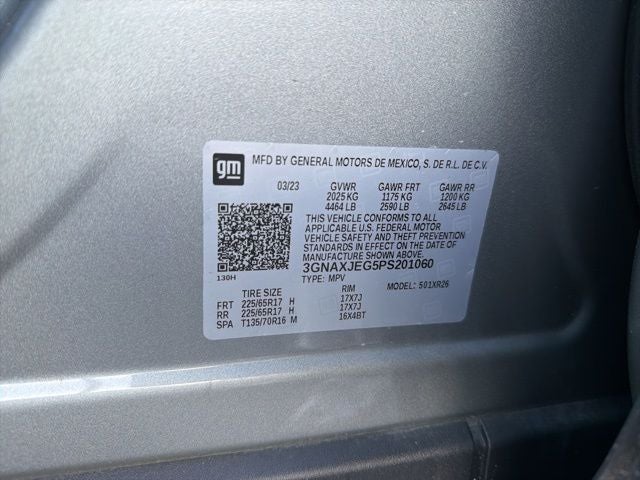 gm MFD BY GENERAL MOTORS DE MEXICO, S. DE R.L. DE C.V.
03/23 GVWR GAWR FRT GAWR RR
2025 KG 1175 KG 1200 KG
4464 LB 2590 LB 2645 LB
THIS VEHICLE CONFORMS TO ALL
APPLICABLE U.S. FEDERAL MOTOR
VEHICLE SAFETY AND THEFT PREVENTION
STANDARDS IN EFFECT ON THE DATE OF
MANUFACTURE SHOWN ABOVE.
3GNAXJEG5PS201060
130H
TYPE: MPV MODEL: 501XR26
TIRE SIZE RIM
FRT 225/65R17 H 17X7J
RR 225/65R17 H 17X7J
SPA T135/70R16 M 16X4BT